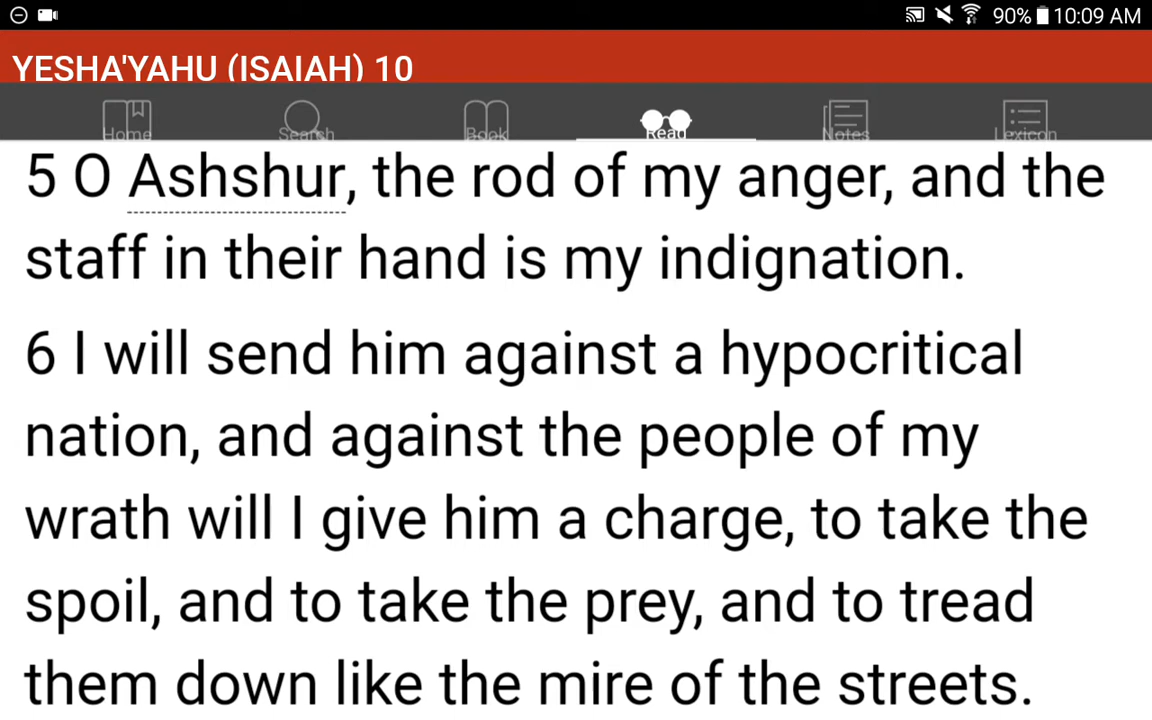 90% 10:09 AM
YESHA'YAHU (ISAIAH) 10
Home Search Book Read Notes Lexicon
5 O Ashshur, the rod of my anger, and the
staff in their hand is my indignation.
6 I will send him against a hypocritical
nation, and against the people of my
wrath will I give him a charge, to take the
spoil, and to take the prey, and to tread
them down like the mire of the streets.